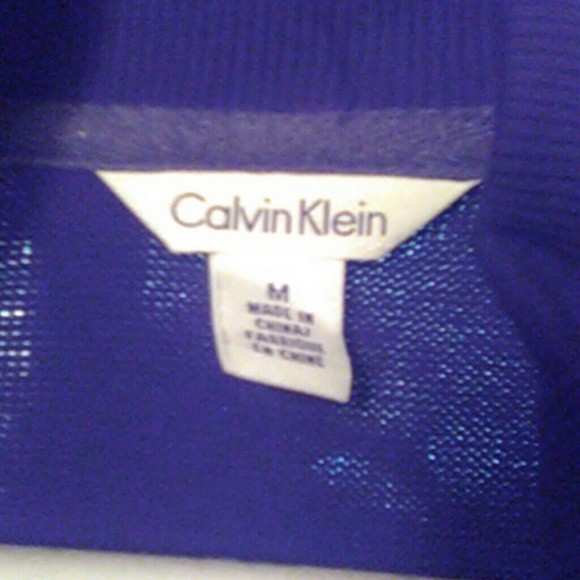 Calvin Klein
M
MADE IN
CHINA/
FABRIQUÉ
EN CHINE